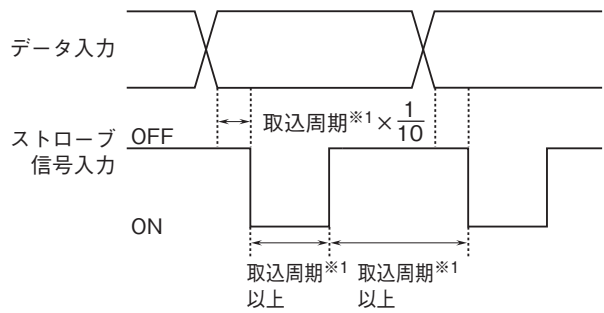 データ入力
取込周期※1×1/10
ストローブ
信号入力
OFF
ON
取込周期※1
以上
取込周期※1
以上